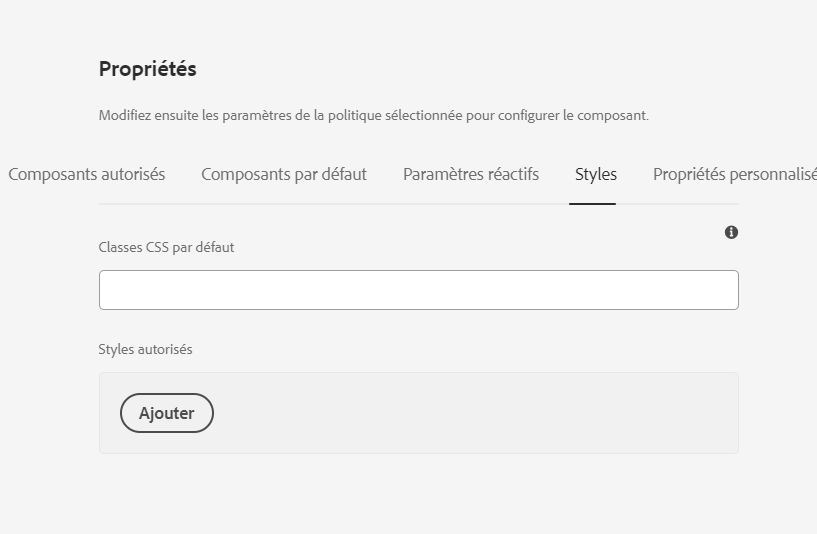 Propriétés
Modifiez ensuite les paramètres de la politique sélectionnée pour configurer le composant.
Composants autorisés Composants par défaut Paramètres réactifs Styles Propriétés personnalisé
Classes CSS par défaut
Styles autorisés
Ajouter